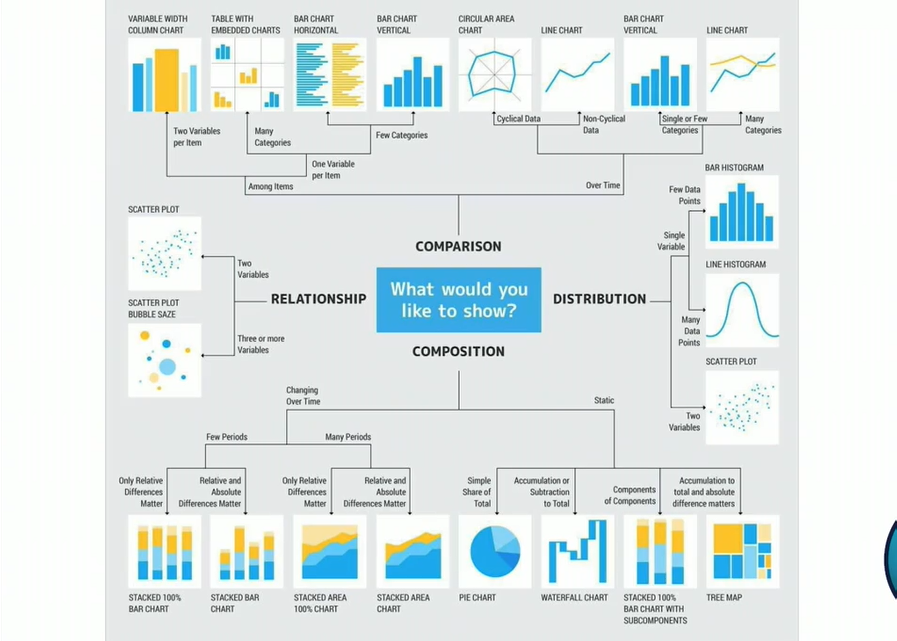 VARIABLE WIDTH
COLUMN CHART
TABLE WITH
EMBEDDED CHARTS
BAR CHART
HORIZONTAL
BAR CHART
VERTICAL
CIRCULAR AREA
CHART
LINE CHART
BAR CHART
VERTICAL
LINE CHART
Two Variables
per Item
Many
Categories
Few Categories
One Variable
per Item
Among Items
Cyclical Data
Non-Cyclical
Data
Single or Few
Categories
Many
Categories
Over Time
COMPARISON
What would you
like to show?
SCATTER PLOT
Two
Variables
RELATIONSHIP
SCATTER PLOT
BUBBLE SAZE
Three or more
Variables
DISTRIBUTION
BAR HISTOGRAM
Few Data
Points
Single
Variable
LINE HISTOGRAM
Many
Data
Points
SCATTER PLOT
Two
Variables
COMPOSITION
Changing
Over Time
Static
Few Periods
Many Periods
Only Relative
Differences
Matter
Relative and
Absolute
Differences Matter
Only Relative
Differences
Matter
Relative and
Absolute
Differences Matter
Simple
Share of
Total
Accumulation or
Subtraction
to Total
Components
of Components
Accumulation to
total and absolute
difference matters
STACKED 100%
BAR CHART
STACKED BAR
CHART
STACKED AREA
100% CHART
STACKED AREA
CHART
PIE CHART
WATERFALL CHART
STACKED 100%
BAR CHART WITH
SUBCOMPONENTS
TREE MAP